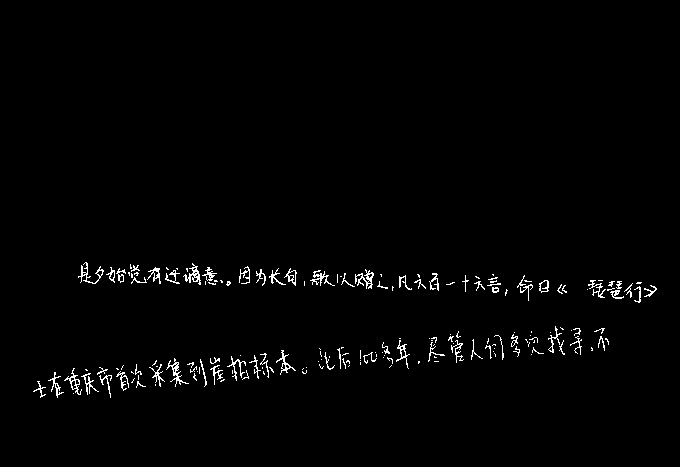 是夕始觉有迁谪意。因为长句,歌以赠之,凡六百一十六言,命曰《 琵琶行》
士在重庆市首次采集到崖柏标本。此后100多年,尽管人们多次找寻,不